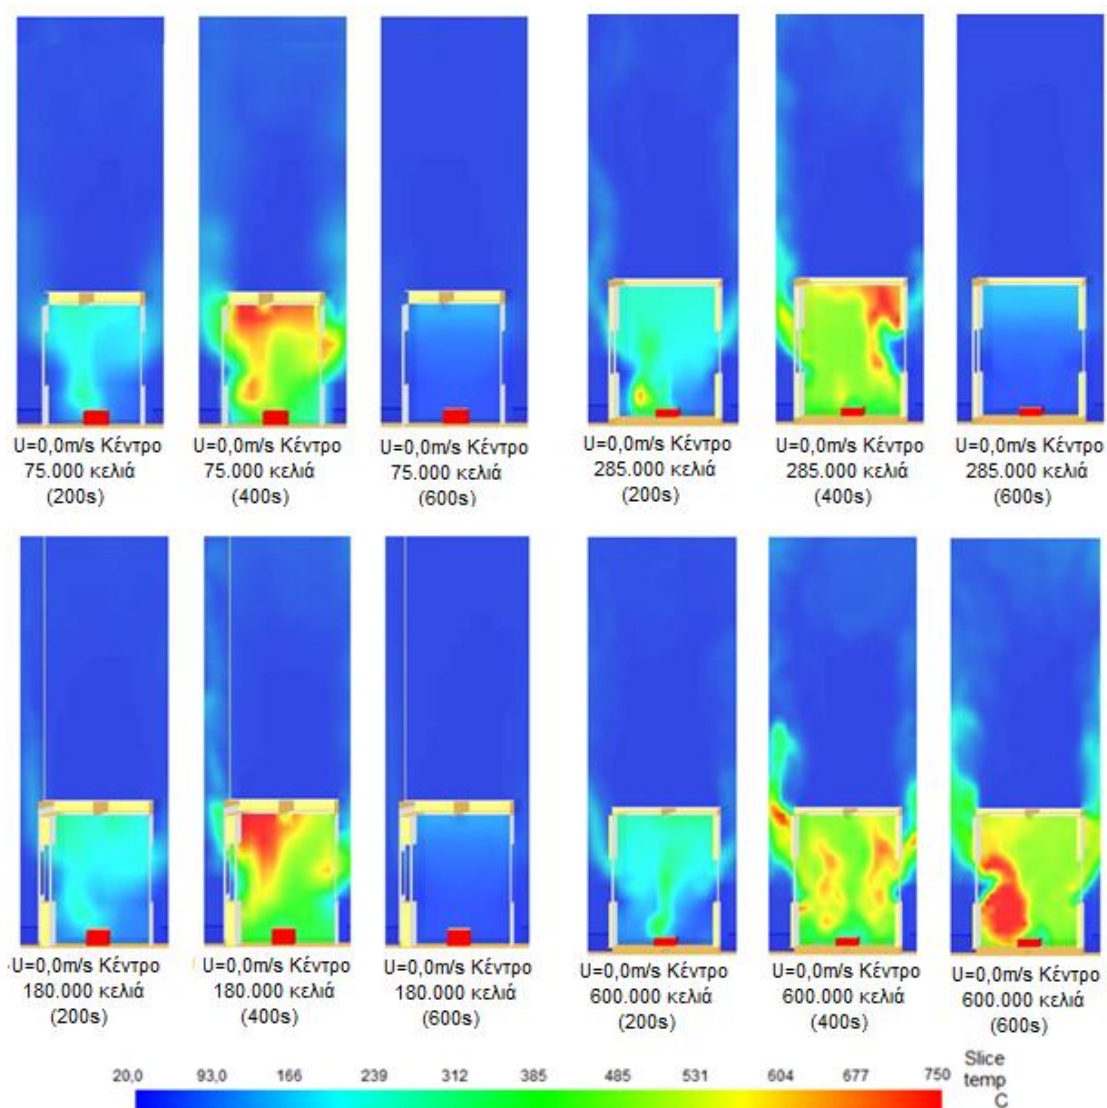 U=0,0m/s Κέντρο
75.000 κελιά
(200s)
U=0,0m/s Κέντρο
75.000 κελιά
(400s)
U=0,0m/s Κέντρο
75.000 κελιά
(600s)
U=0,0m/s Κέντρο
285.000 κελιά
(200s)
U=0,0m/s Κέντρο
285.000 κελιά
(400s)
U=0,0m/s Κέντρο
285.000 κελιά
(600s)
U=0,0m/s Κέντρο
180.000 κελιά
(200s)
U=0,0m/s Κέντρο
180.000 κελιά
(400s)
U=0,0m/s Κέντρο
180.000 κελιά
(600s)
U=0,0m/s Κέντρο
600.000 κελιά
(200s)
U=0,0m/s Κέντρο
600.000 κελιά
(400s)
U=0,0m/s Κέντρο
600.000 κελιά
(600s)
20,0 93,0 166 239 312 385 485 531 604 677 750
Slice
temp
C